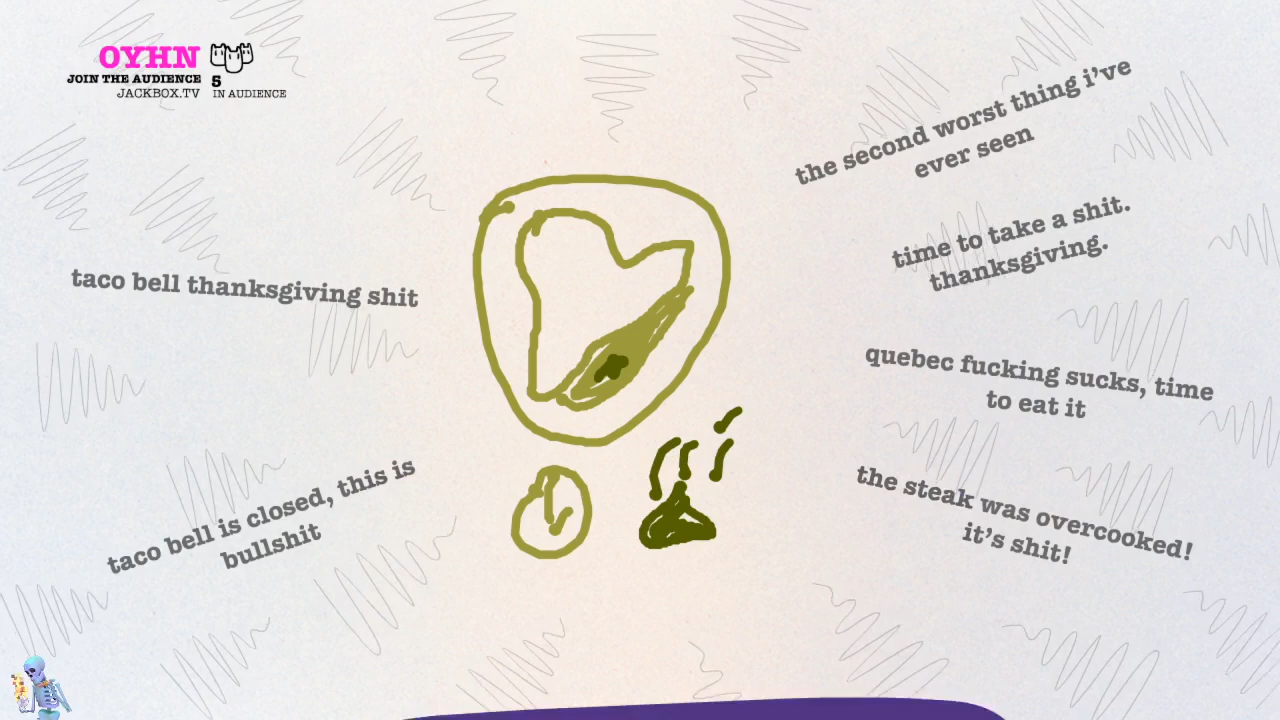 OYHN
JOIN THE AUDIENCE
JACKBOX.TV
5
IN AUDIENCE
the second worst thing i've
ever seen
time to take a shit.
thanksgiving.
taco bell thanksgiving shit
quebec fucking sucks, time
to eat it
taco bell is closed, this is
bullshit
the steak was overcooked!
it's shit!